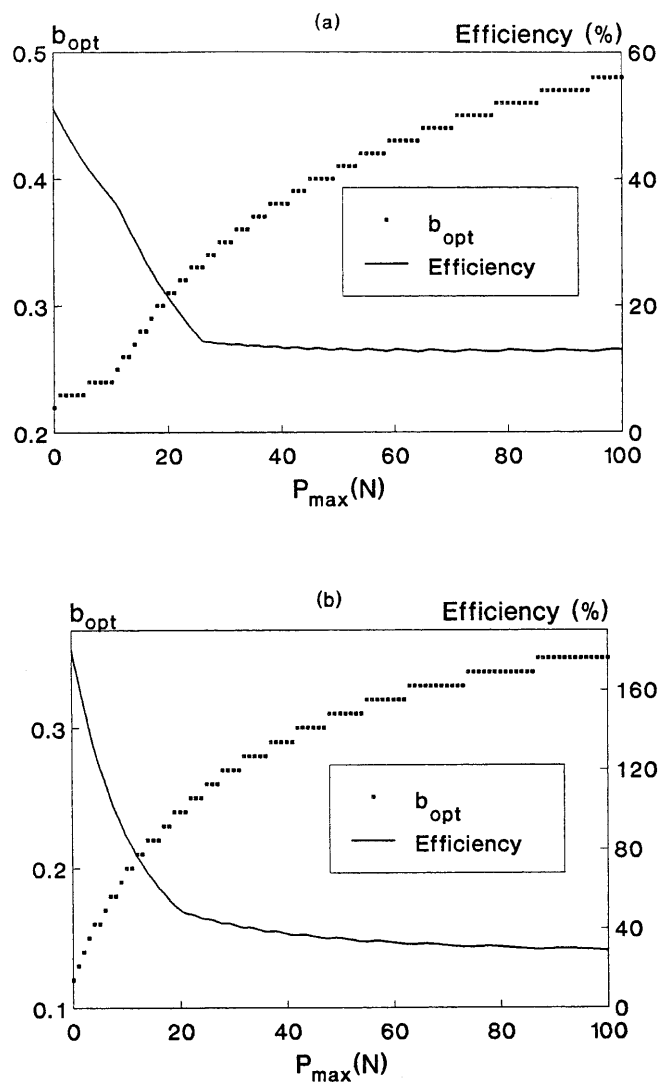 (a)
b_opt Efficiency (%)
0.5 60
0.4 40
b_opt
Efficiency
0.3 20
0.2 0
0 20 40 60 80 100
P_max(N)
(b)
b_opt Efficiency (%)
160
0.3
120
b_opt
Efficiency
0.2 80
40
0.1 0
0 20 40 60 80 100
P_max(N)